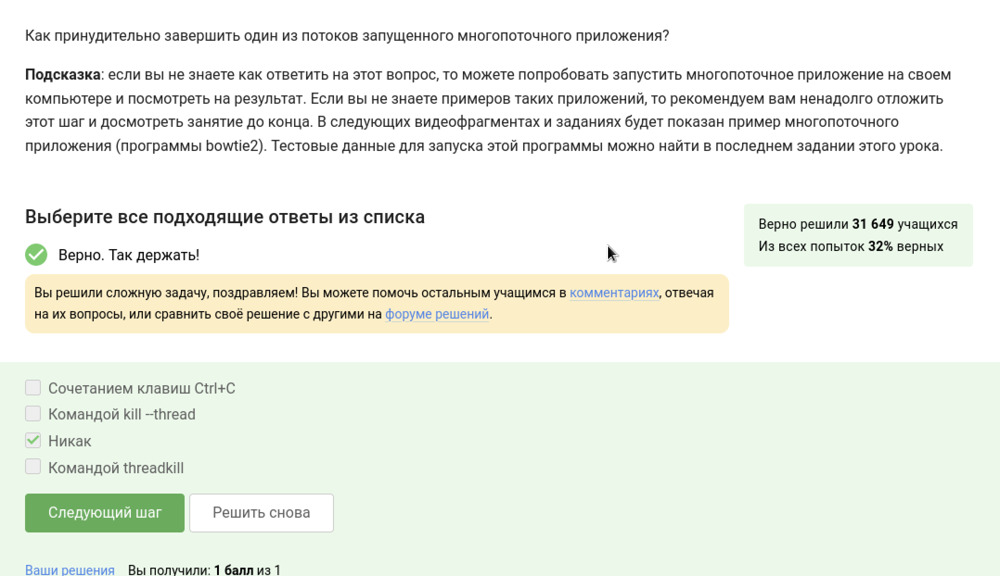 Как принудительно завершить один из потоков запущенного многопоточного приложения?
Подсказка: если вы не знаете как ответить на этот вопрос, то можете попробовать запустить многопоточное приложение на своем
компьютере и посмотреть на результат. Если вы не знаете примеров таких приложений, то рекомендуем вам ненадолго отложить
этот шаг и досмотреть занятие до конца. В следующих видеофрагментах и заданиях будет показан пример многопоточного
приложения (программы bowtie2). Тестовые данные для запуска этой программы можно найти в последнем задании этого урока.
Выберите все подходящие ответы из списка
Верно решили 31 649 учащихся
Из всех попыток 32% верных
Верно. Так держать!
Вы решили сложную задачу, поздравляем! Вы можете помочь остальным учащимся в комментариях, отвечая
на их вопросы, или сравнить своё решение с другими на форуме решений.
Сочетанием клавиш Ctrl+C
Командой kill --thread
Никак
Командой threadkill
Следующий шаг
Решить снова
Ваши решения Вы получили: 1 балл из 1